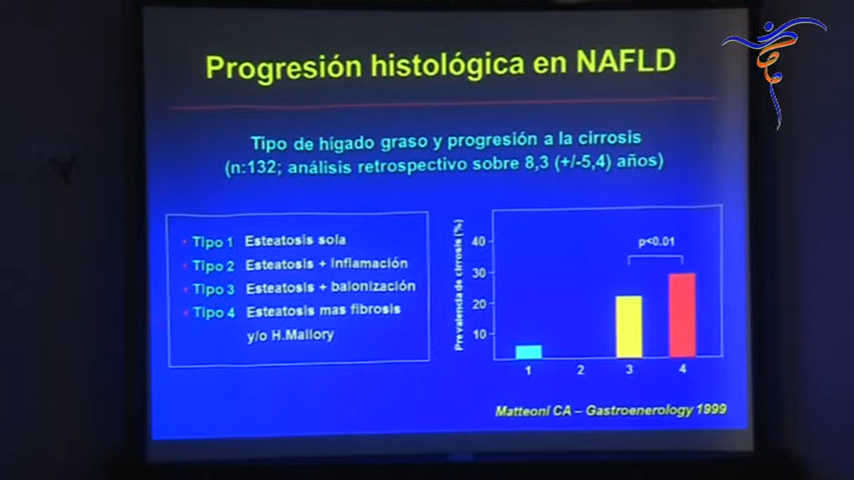 Progresión histológica en NAFLD
Tipo de hígado graso y progresión a la cirrosis
(n:132; análisis retrospectivo sobre 8,3 (+/-5,4) años)
Tipo 1 Esteatosis sola
Tipo 2 Esteatosis + inflamación
Tipo 3 Esteatosis + balonización
Tipo 4 Esteatosis mas fibrosis
y/o H.Mallory
Prevalencia de cirrosis (%)
40
30
20
10
p<0.01
1 2 3 4
Matteoni CA – Gastroenerology 1999